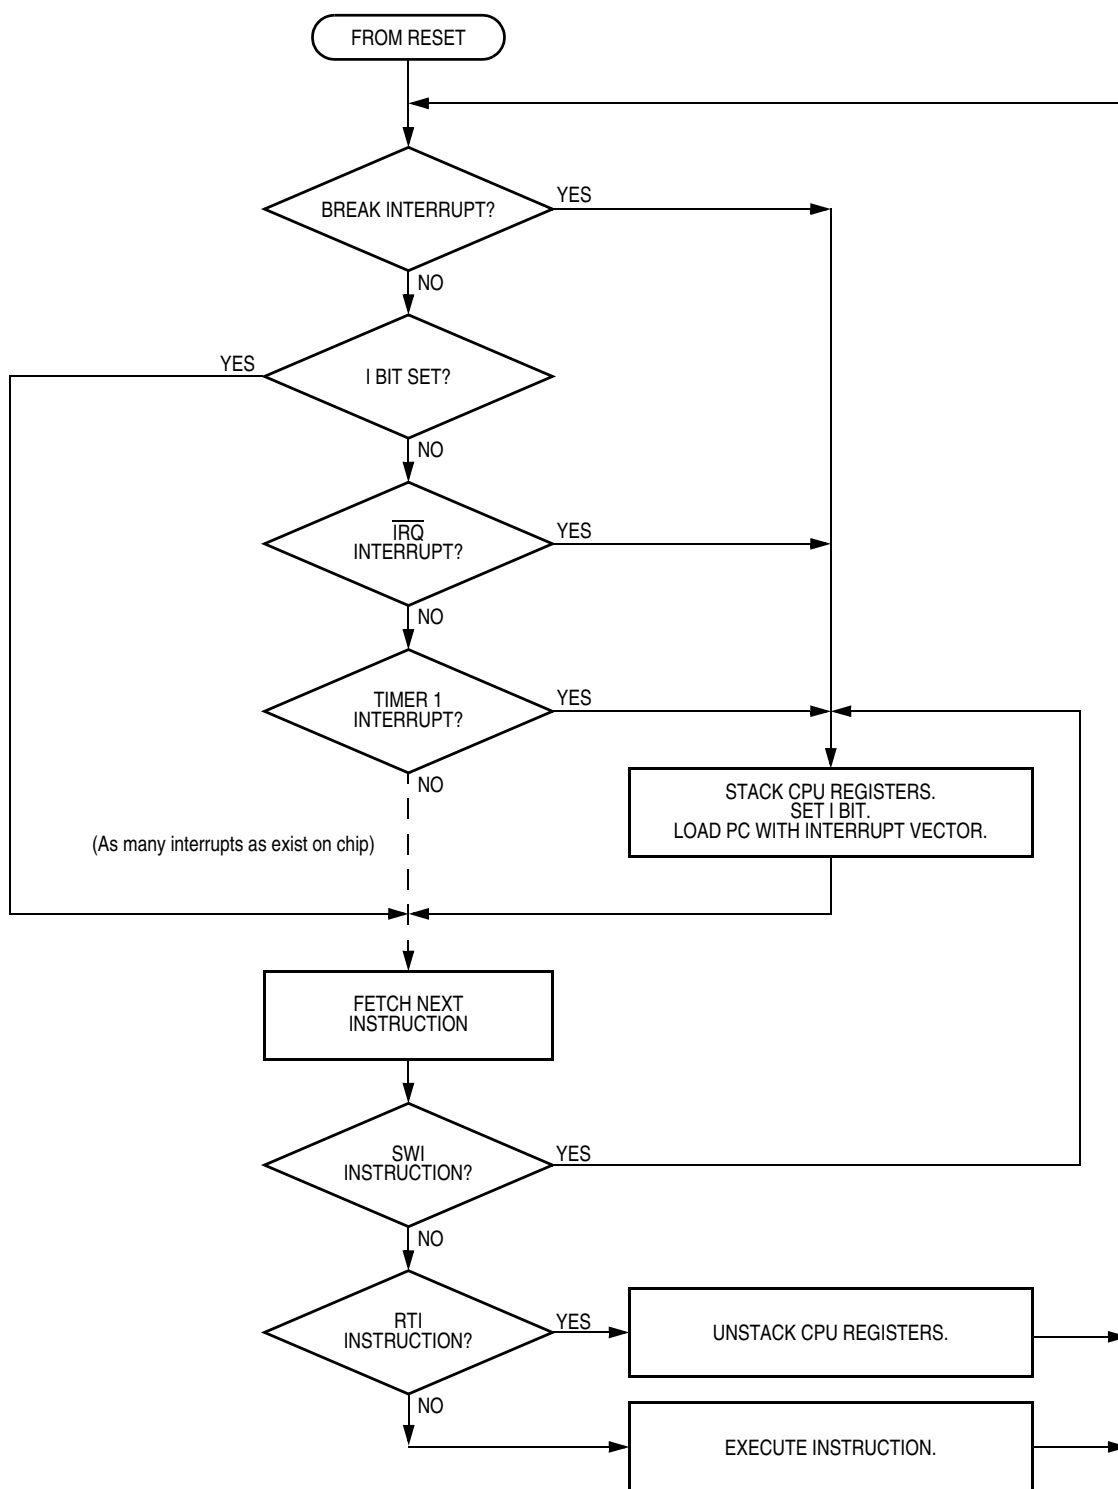 FROM RESET
BREAK INTERRUPT?
YES
NO
YES
I BIT SET?
NO
IRQ
INTERRUPT?
YES
NO
TIMER 1
INTERRUPT?
YES
NO
STACK CPU REGISTERS.
SET I BIT.
LOAD PC WITH INTERRUPT VECTOR.
(As many interrupts as exist on chip)
FETCH NEXT
INSTRUCTION
SWI
INSTRUCTION?
YES
NO
RTI
INSTRUCTION?
YES
UNSTACK CPU REGISTERS.
NO
EXECUTE INSTRUCTION.